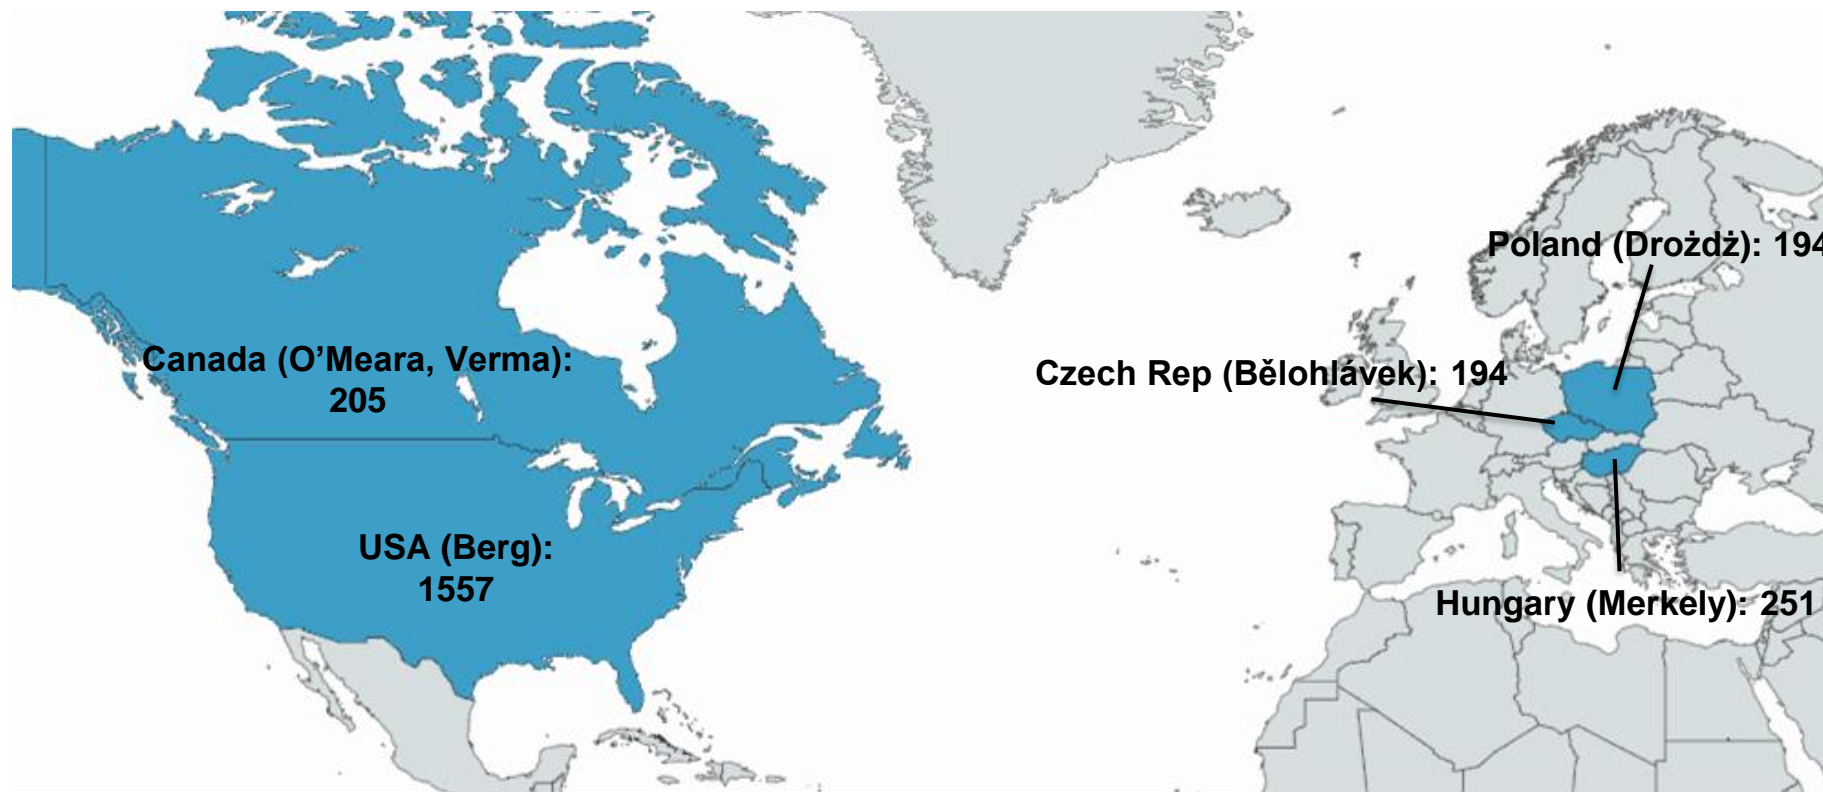 Poland (Drożdż): 194
Canada (O’Meara, Verma):
205
Czech Rep (Bělohlávek): 194
USA (Berg):
1557
Hungary (Merkely): 251